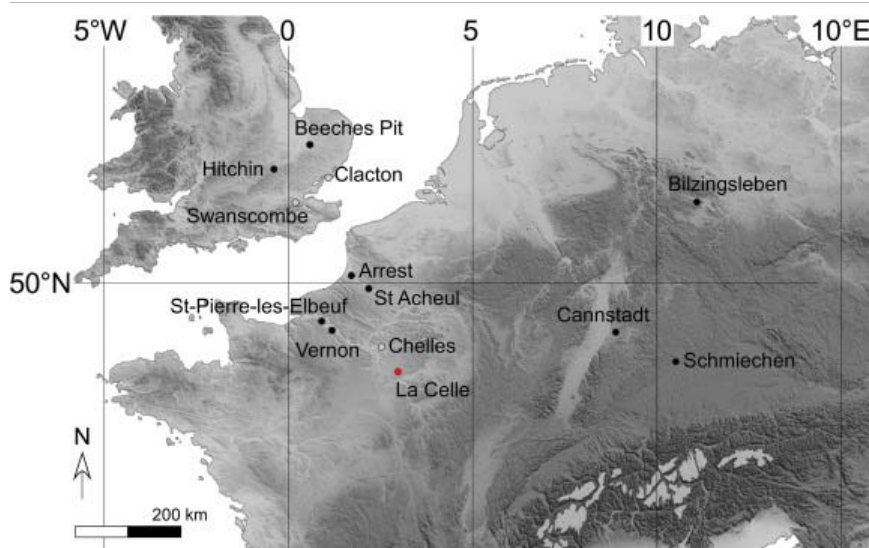 5°W
0
5
10
10°E
Beeches Pit
Hitchin
Clacton
Bilzingsleben
Swanscombe
Arrest
50°N
St Acheul
St-Pierre-les-Elbeuf
Cannstadt
Vernon
Chelles
Schmiechen
La Celle
N
200 km